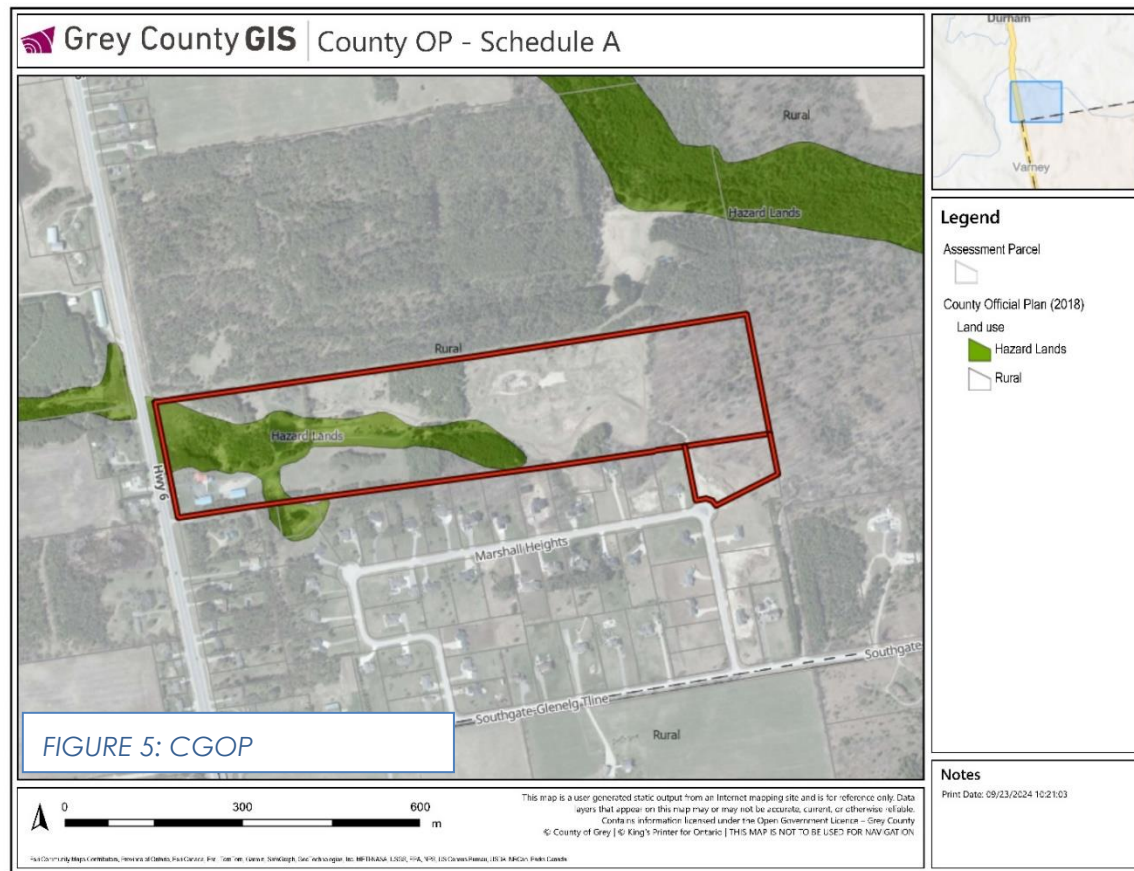 Grey County GIS | County OP - Schedule A
Durham
Varney
Rural
Hazard Lands
Rural
Hazard Lands
Hwy 6
Marshall Heights
Southgate
Southgate-Glenelg Tline
Rural
FIGURE 5: CGOP
Legend
Assessment Parcel
County Official Plan (2018)
Land use
Hazard Lands
Rural
Notes
Print Date: 09/23/2024 10:21:03
0 300 600
m
This map is a user generated static output from an Internet mapping site and is for reference only. Data
layers that appear on this map may or may not be accurate, current, or otherwise reliable.
Contains information licensed under the Open Government Licence – Grey County
© County of Grey | © King's Printer for Ontario | THIS MAP IS NOT TO BE USED FOR NAVIGATION